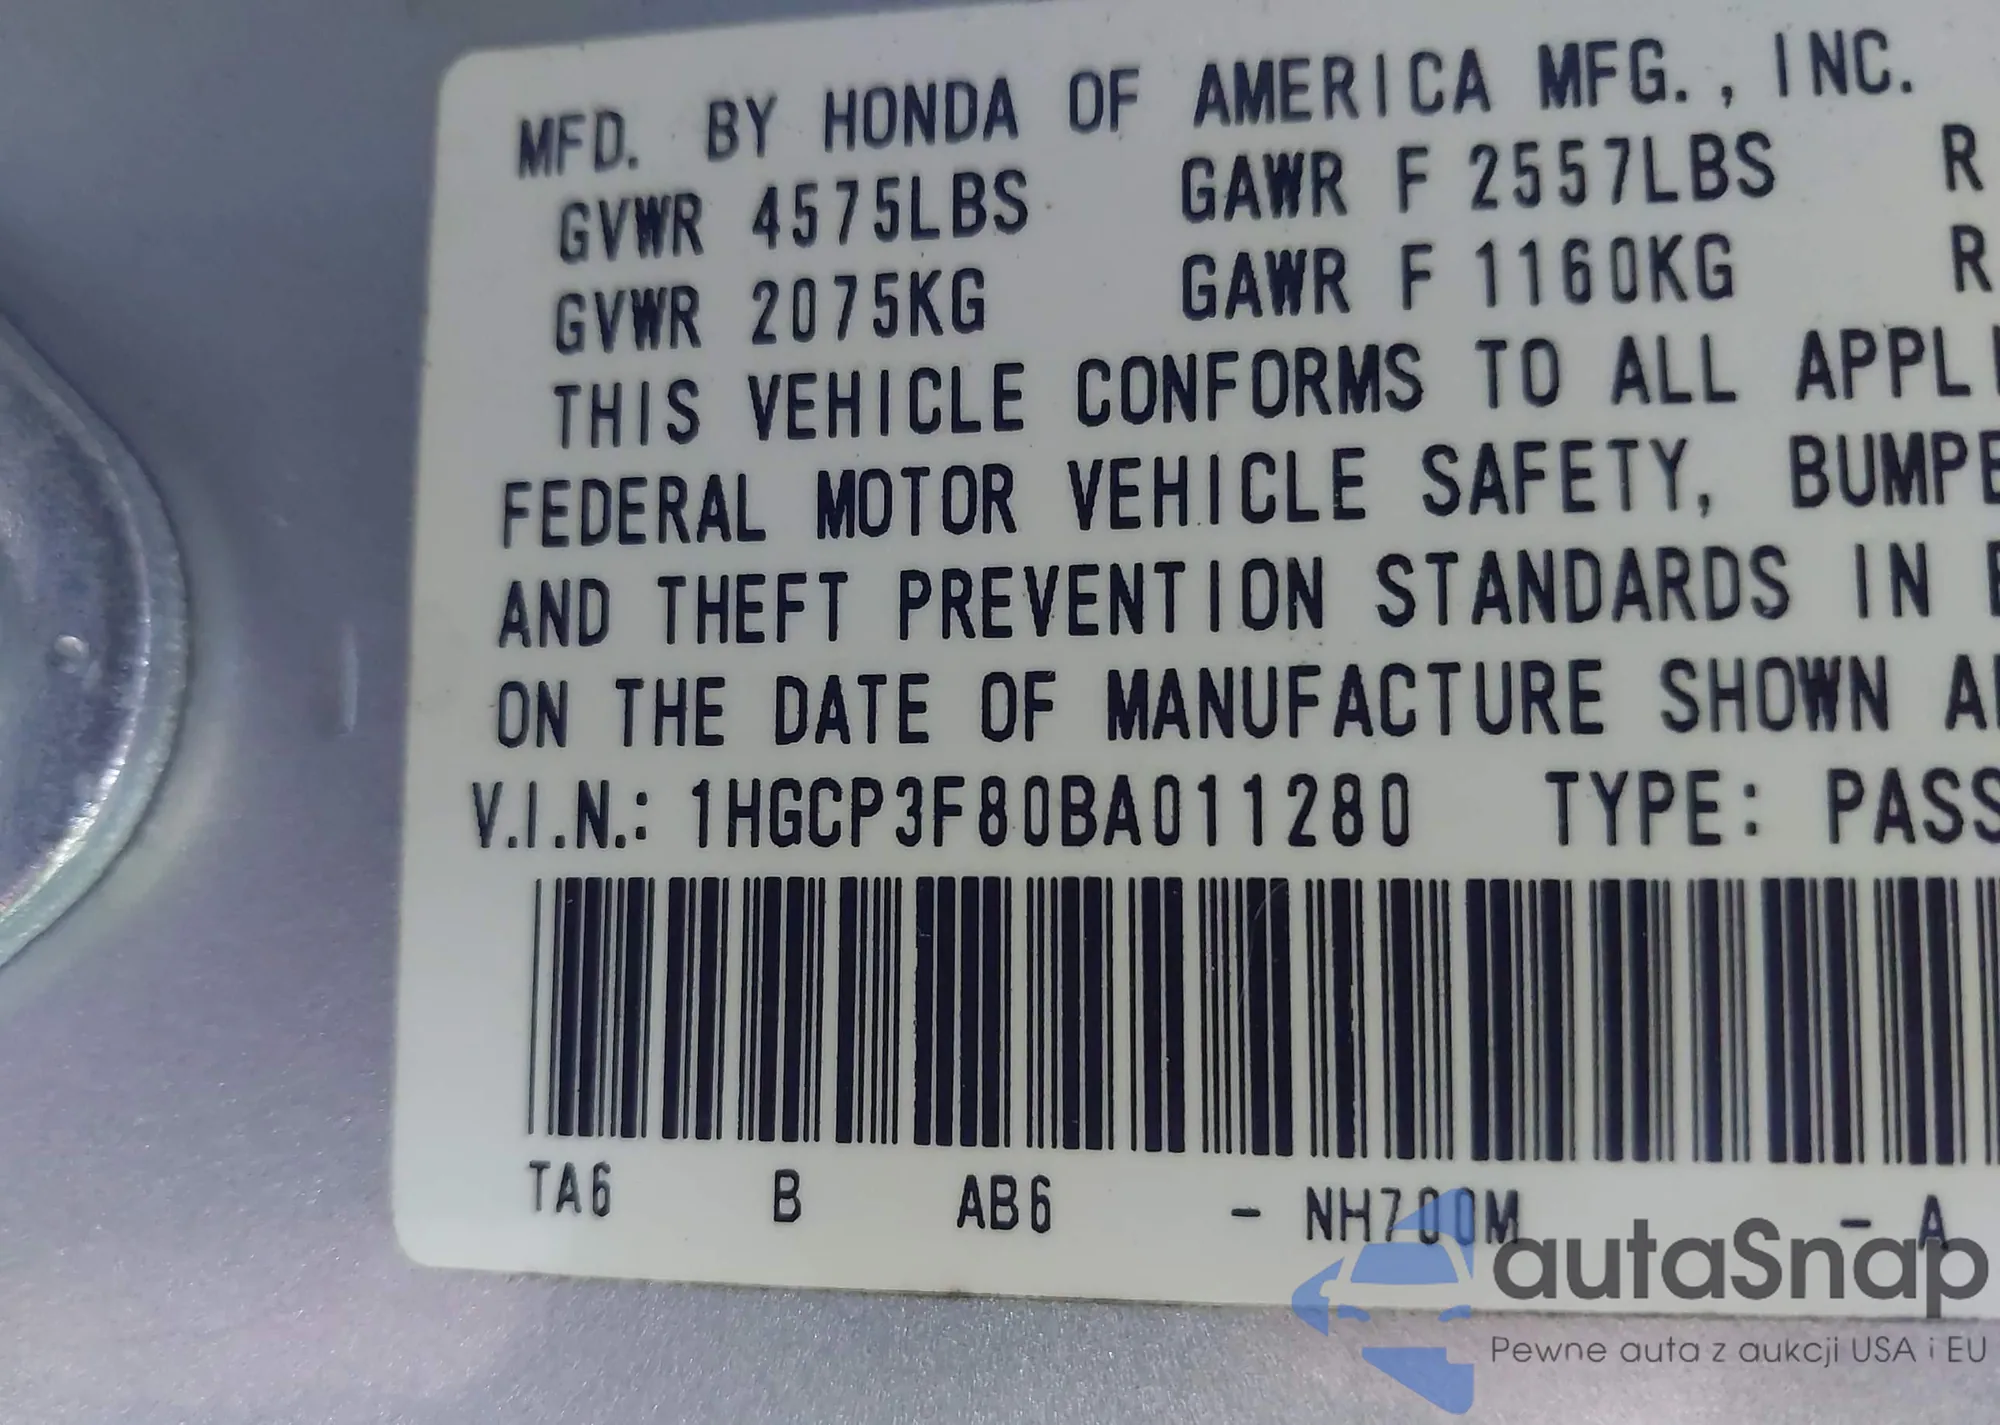 MFD. BY HONDA OF AMERICA MFG., INC.
GVWR 4575LBS GAWR F 2557LBS R
GVWR 2075KG GAWR F 1160KG R
THIS VEHICLE CONFORMS TO ALL APPLI
FEDERAL MOTOR VEHICLE SAFETY, BUMPE
AND THEFT PREVENTION STANDARDS IN E
ON THE DATE OF MANUFACTURE SHOWN A
V.I.N.: 1HGCP3F80BA011280 TYPE: PASS
TA6 B AB6 - NH700M - A
autaSnap
Pewne auta z aukcji USA i EU